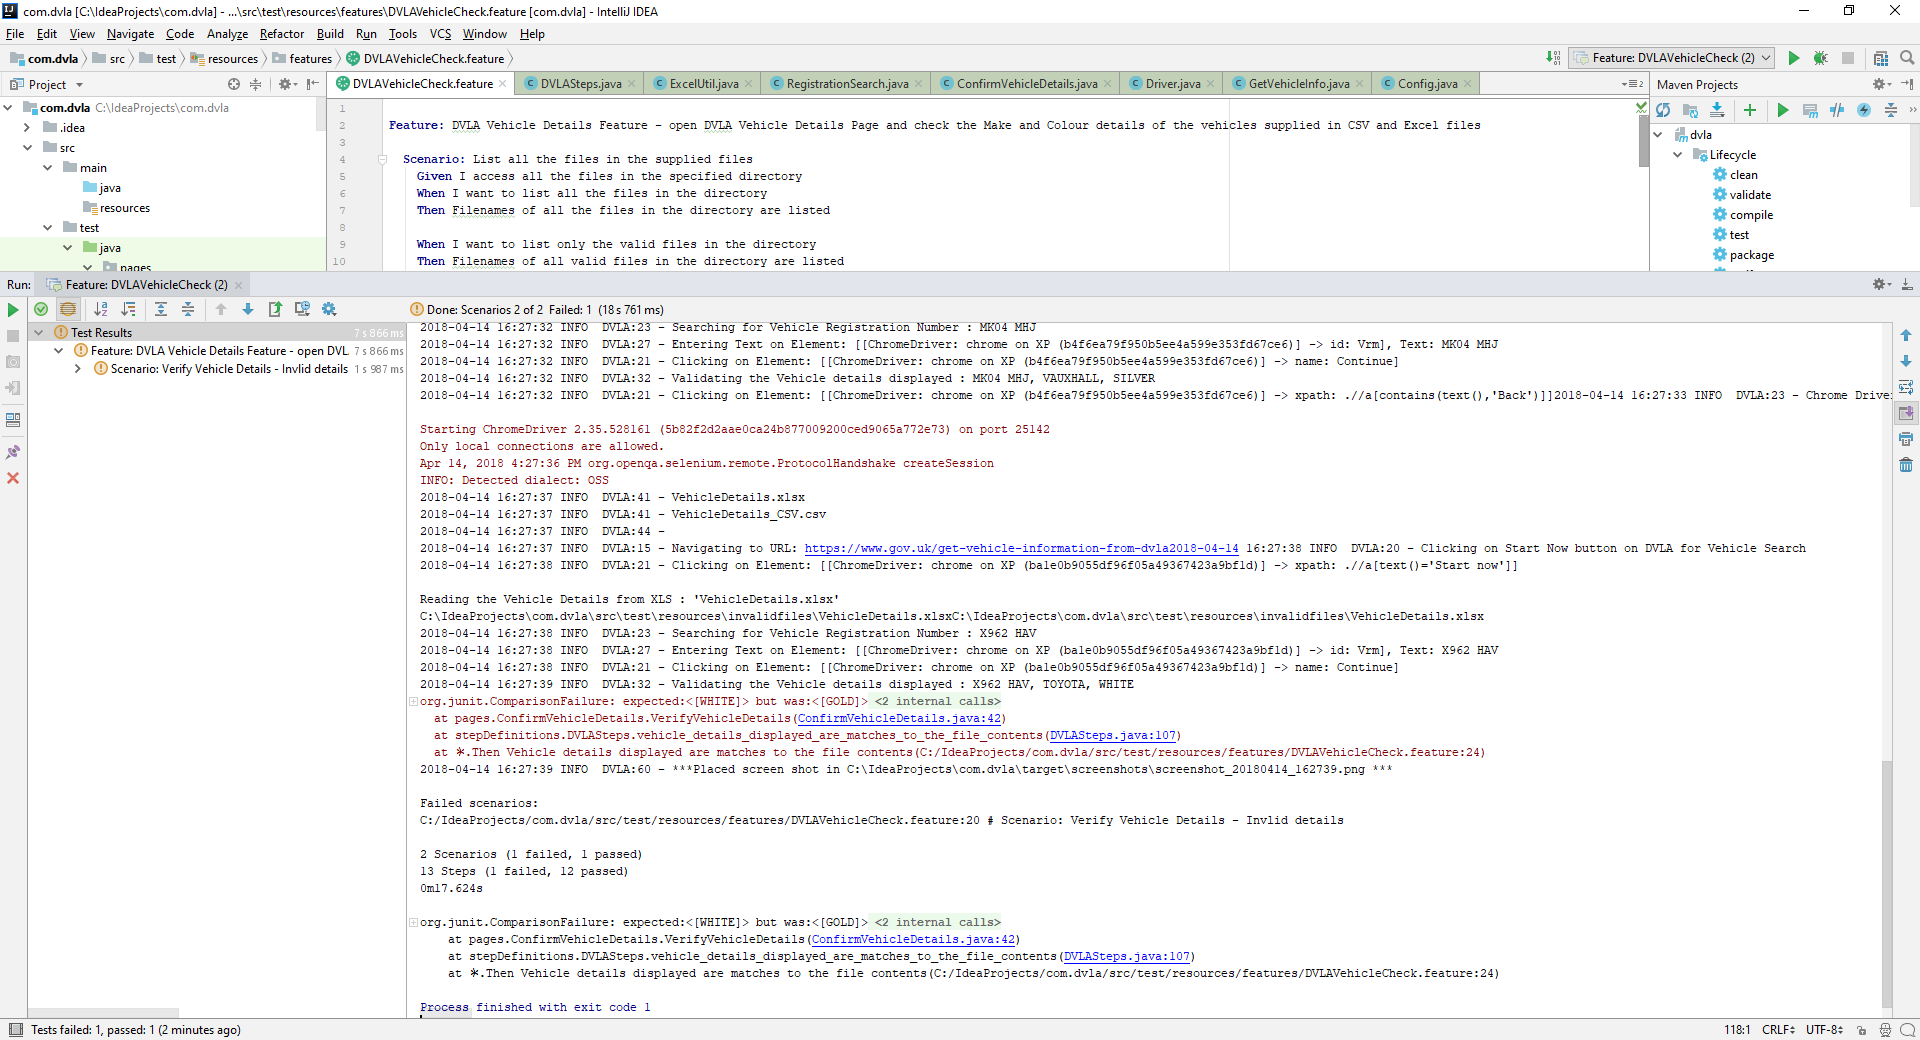 com.dvla [C:\IdeaProjects\com.dvla] - ...\src\test\resources\features\DVLAVehicleCheck.feature [com.dvla] - IntelliJ IDEA
File Edit View Navigate Code Analyze Refactor Build Run Tools VCS Window Help
com.dvla src test resources features DVLAVehicleCheck.feature Feature: DVLAVehicleCheck (2)
Project DVLAVehicleCheck.feature DVLASteps.java ExcelUtil.java RegistrationSearch.java ConfirmVehicleDetails.java Driver.java GetVehicleInfo.java Config.java Maven Projects
com.dvla C:\IdeaProjects\com.dvla
.idea
src
main
java
resources
test
java
pages
1
2 Feature: DVLA Vehicle Details Feature - open DVLA Vehicle Details Page and check the Make and Colour details of the vehicles supplied in CSV and Excel files
3
4 Scenario: List all the files in the supplied files
5 Given I access all the files in the specified directory
6 When I want to list all the files in the directory
7 Then Filenames of all the files in the directory are listed
8
9 When I want to list only the valid files in the directory
10 Then Filenames of all valid files in the directory are listed
dvla
Lifecycle
clean
validate
compile
test
package
Run: Feature: DVLAVehicleCheck (2)
Done: Scenarios 2 of 2 Failed: 1 (18 s 761 ms)
Test Results 7 s 866 ms
Feature: DVLA Vehicle Details Feature - open DVL 7 s 866 ms
Scenario: Verify Vehicle Details - Invlid details 1 s 987 ms
2018-04-14 16:27:32 INFO DVLA:23 - Searching for Vehicle Registration Number : MK04 MHJ
2018-04-14 16:27:32 INFO DVLA:27 - Entering Text on Element: [[ChromeDriver: chrome on XP (b4f6ea79f950b5ee4a599e353fd67ce6)] -> id: Vrm], Text: MK04 MHJ
2018-04-14 16:27:32 INFO DVLA:21 - Clicking on Element: [[ChromeDriver: chrome on XP (b4f6ea79f950b5ee4a599e353fd67ce6)] -> name: Continue]
2018-04-14 16:27:32 INFO DVLA:32 - Validating the Vehicle details displayed : MK04 MHJ, VAUXHALL, SILVER
2018-04-14 16:27:32 INFO DVLA:21 - Clicking on Element: [[ChromeDriver: chrome on XP (b4f6ea79f950b5ee4a599e353fd67ce6)] -> xpath: .//a[contains(text(),'Back')]]2018-04-14 16:27:33 INFO DVLA:23 - Chrome Drive
Starting ChromeDriver 2.35.528161 (5b82f2d2aae0ca24b877009200ced9065a772e73) on port 25142
Only local connections are allowed.
Apr 14, 2018 4:27:36 PM org.openqa.selenium.remote.ProtocolHandshake createSession
INFO: Detected dialect: OSS
2018-04-14 16:27:37 INFO DVLA:41 - VehicleDetails.xlsx
2018-04-14 16:27:37 INFO DVLA:41 - VehicleDetails_CSV.csv
2018-04-14 16:27:37 INFO DVLA:44 -
2018-04-14 16:27:37 INFO DVLA:15 - Navigating to URL: https://www.gov.uk/get-vehicle-information-from-dvla2018-04-14 16:27:38 INFO DVLA:20 - Clicking on Start Now button on DVLA for Vehicle Search
2018-04-14 16:27:38 INFO DVLA:21 - Clicking on Element: [[ChromeDriver: chrome on XP (ba1e0b9055df96f05a49367423a9bf1d)] -> xpath: .//a[text()='Start now']]
Reading the Vehicle Details from XLS : 'VehicleDetails.xlsx'
C:\IdeaProjects\com.dvla\src\test\resources\invalidfiles\VehicleDetails.xlsxC:\IdeaProjects\com.dvla\src\test\resources\invalidfiles\VehicleDetails.xlsx
2018-04-14 16:27:38 INFO DVLA:23 - Searching for Vehicle Registration Number : X962 HAV
2018-04-14 16:27:38 INFO DVLA:27 - Entering Text on Element: [[ChromeDriver: chrome on XP (ba1e0b9055df96f05a49367423a9bf1d)] -> id: Vrm], Text: X962 HAV
2018-04-14 16:27:38 INFO DVLA:21 - Clicking on Element: [[ChromeDriver: chrome on XP (ba1e0b9055df96f05a49367423a9bf1d)] -> name: Continue]
2018-04-14 16:27:39 INFO DVLA:32 - Validating the Vehicle details displayed : X962 HAV, TOYOTA, WHITE
org.junit.ComparisonFailure: expected:<[WHITE]> but was:<[GOLD]> <2 internal calls>
at pages.ConfirmVehicleDetails.VerifyVehicleDetails(ConfirmVehicleDetails.java:42)
at stepDefinitions.DVLASteps.vehicle_details_displayed_are_matches_to_the_file_contents(DVLASteps.java:107)
at *.Then Vehicle details displayed are matches to the file contents(C:/IdeaProjects/com.dvla/src/test/resources/features/DVLAVehicleCheck.feature:24)
2018-04-14 16:27:39 INFO DVLA:60 - ***Placed screen shot in C:\IdeaProjects\com.dvla\target\screenshots\screenshot_20180414_162739.png ***
Failed scenarios:
C:/IdeaProjects/com.dvla/src/test/resources/features/DVLAVehicleCheck.feature:20 # Scenario: Verify Vehicle Details - Invlid details
2 Scenarios (1 failed, 1 passed)
13 Steps (1 failed, 12 passed)
0m17.624s
org.junit.ComparisonFailure: expected:<[WHITE]> but was:<[GOLD]> <2 internal calls>
at pages.ConfirmVehicleDetails.VerifyVehicleDetails(ConfirmVehicleDetails.java:42)
at stepDefinitions.DVLASteps.vehicle_details_displayed_are_matches_to_the_file_contents(DVLASteps.java:107)
at *.Then Vehicle details displayed are matches to the file contents(C:/IdeaProjects/com.dvla/src/test/resources/features/DVLAVehicleCheck.feature:24)
Process finished with exit code 1
Tests failed: 1, passed: 1 (2 minutes ago) 118:1 CRLF UTF-8